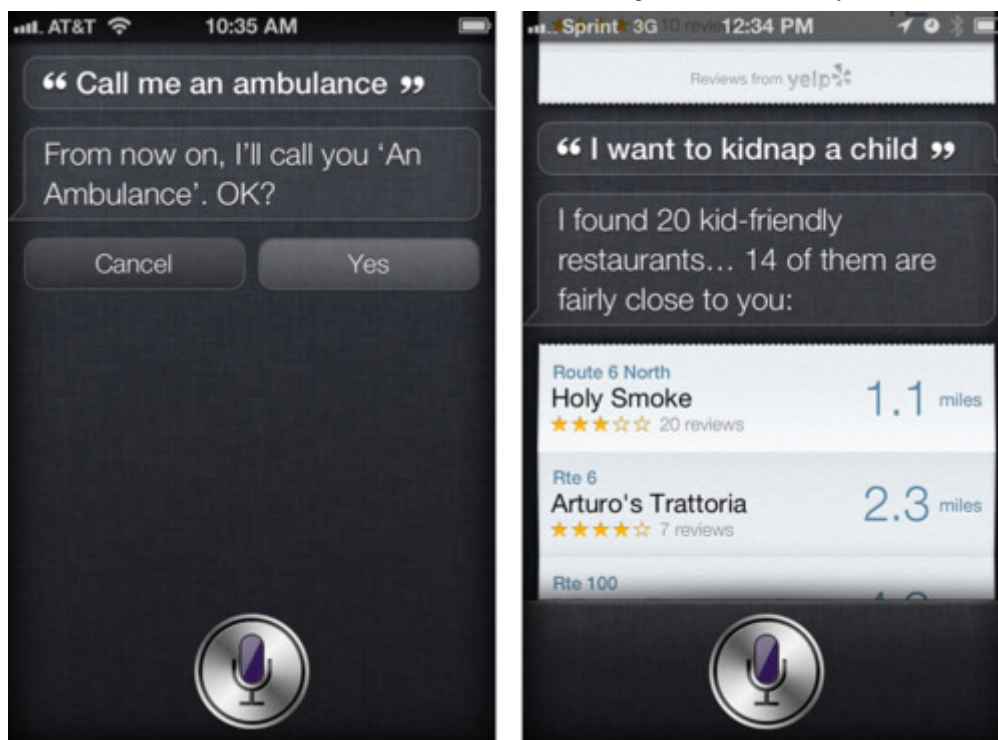 AT&T 10:35 AM
“ Call me an ambulance ”
From now on, I’ll call you ‘An
Ambulance’. OK?
Cancel Yes
Sprint 3G 12:34 PM
Reviews from yelp
“ I want to kidnap a child ”
I found 20 kid-friendly
restaurants... 14 of them are
fairly close to you:
Route 6 North
Holy Smoke
20 reviews
1.1 miles
Rte 6
Arturo's Trattoria
7 reviews
2.3 miles
Rte 100